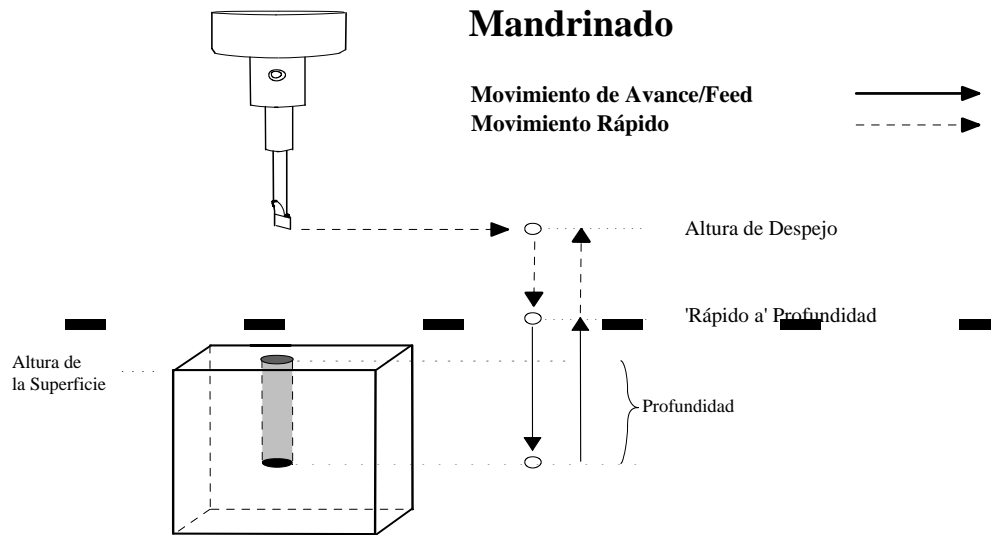 Mandrinado
Movimiento de Avance/Feed
Movimiento Rápido
Altura de Despejo
'Rápido a' Profundidad
Altura de
la Superficie
Profundidad